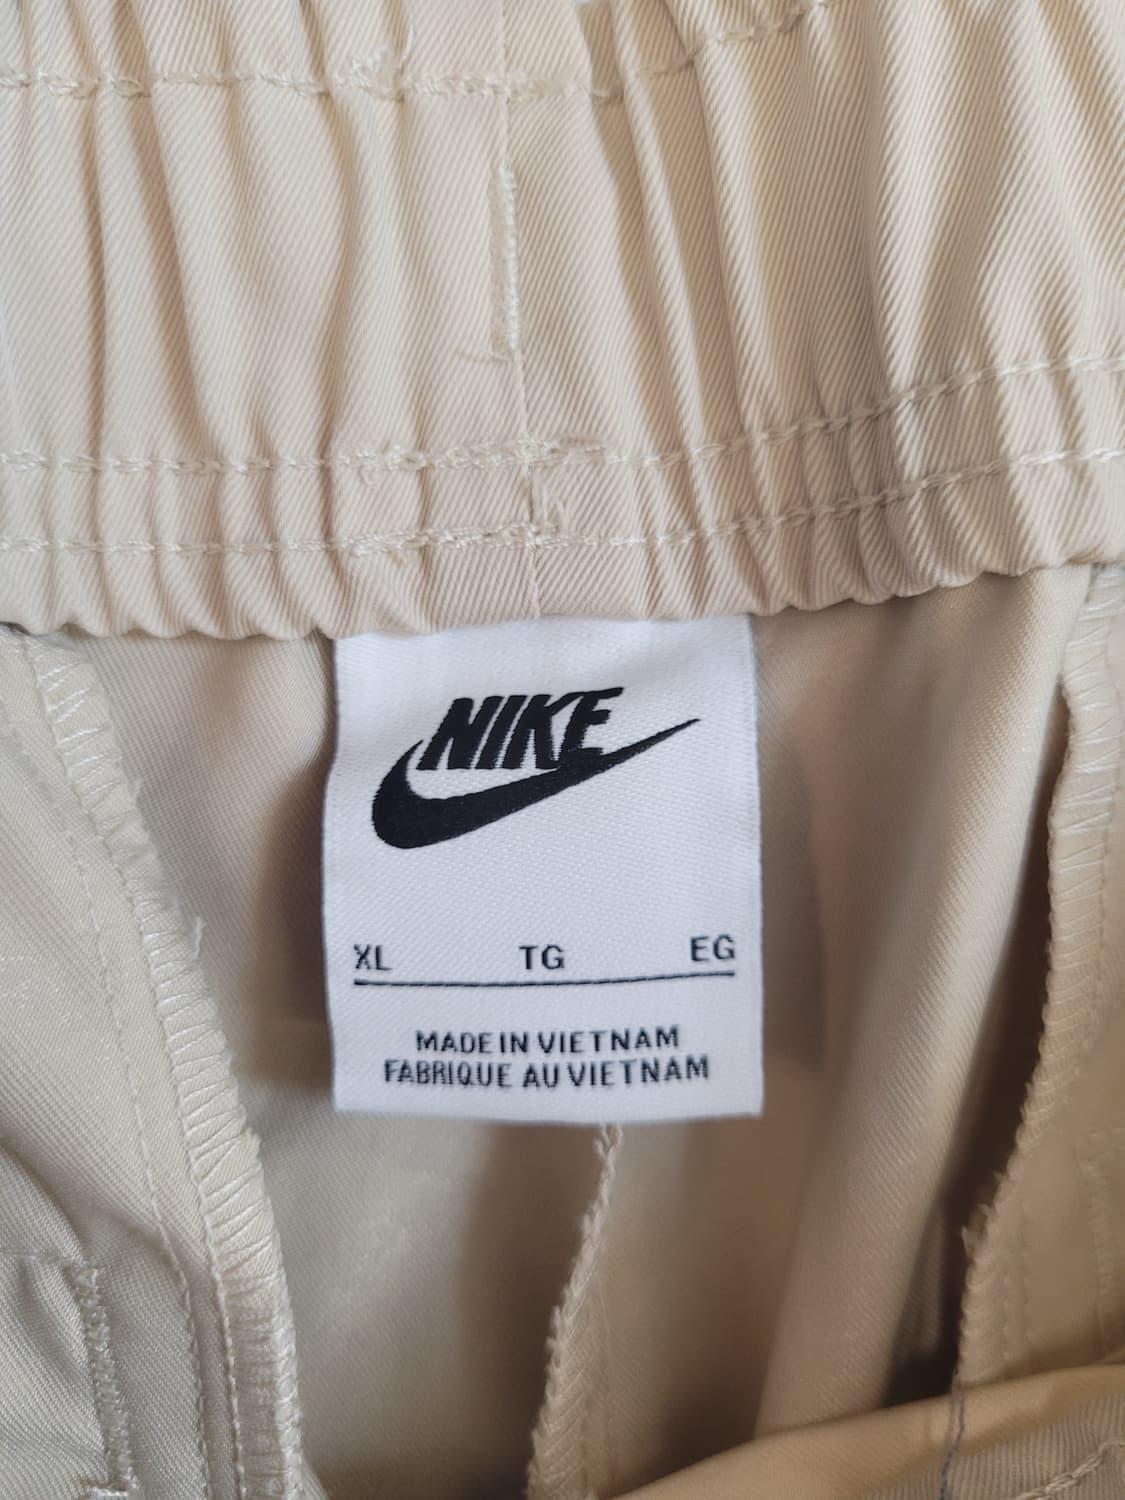 NIKE
XL TG EG
MADE IN VIETNAM
FABRIQUE AU VIETNAM